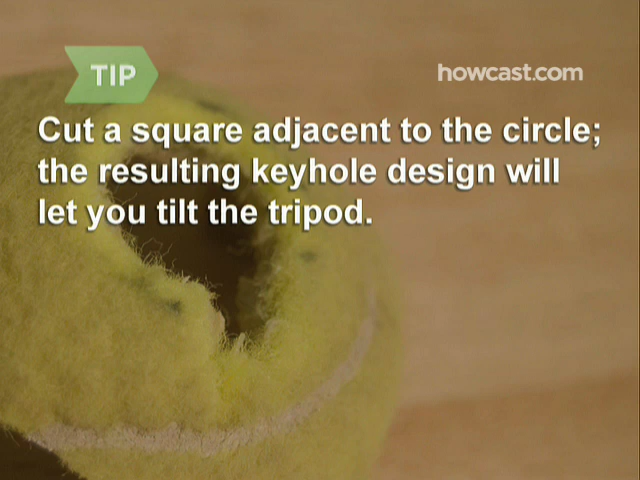 TIP
howcast.com
Cut a square adjacent to the circle;
the resulting keyhole design will
let you tilt the tripod.